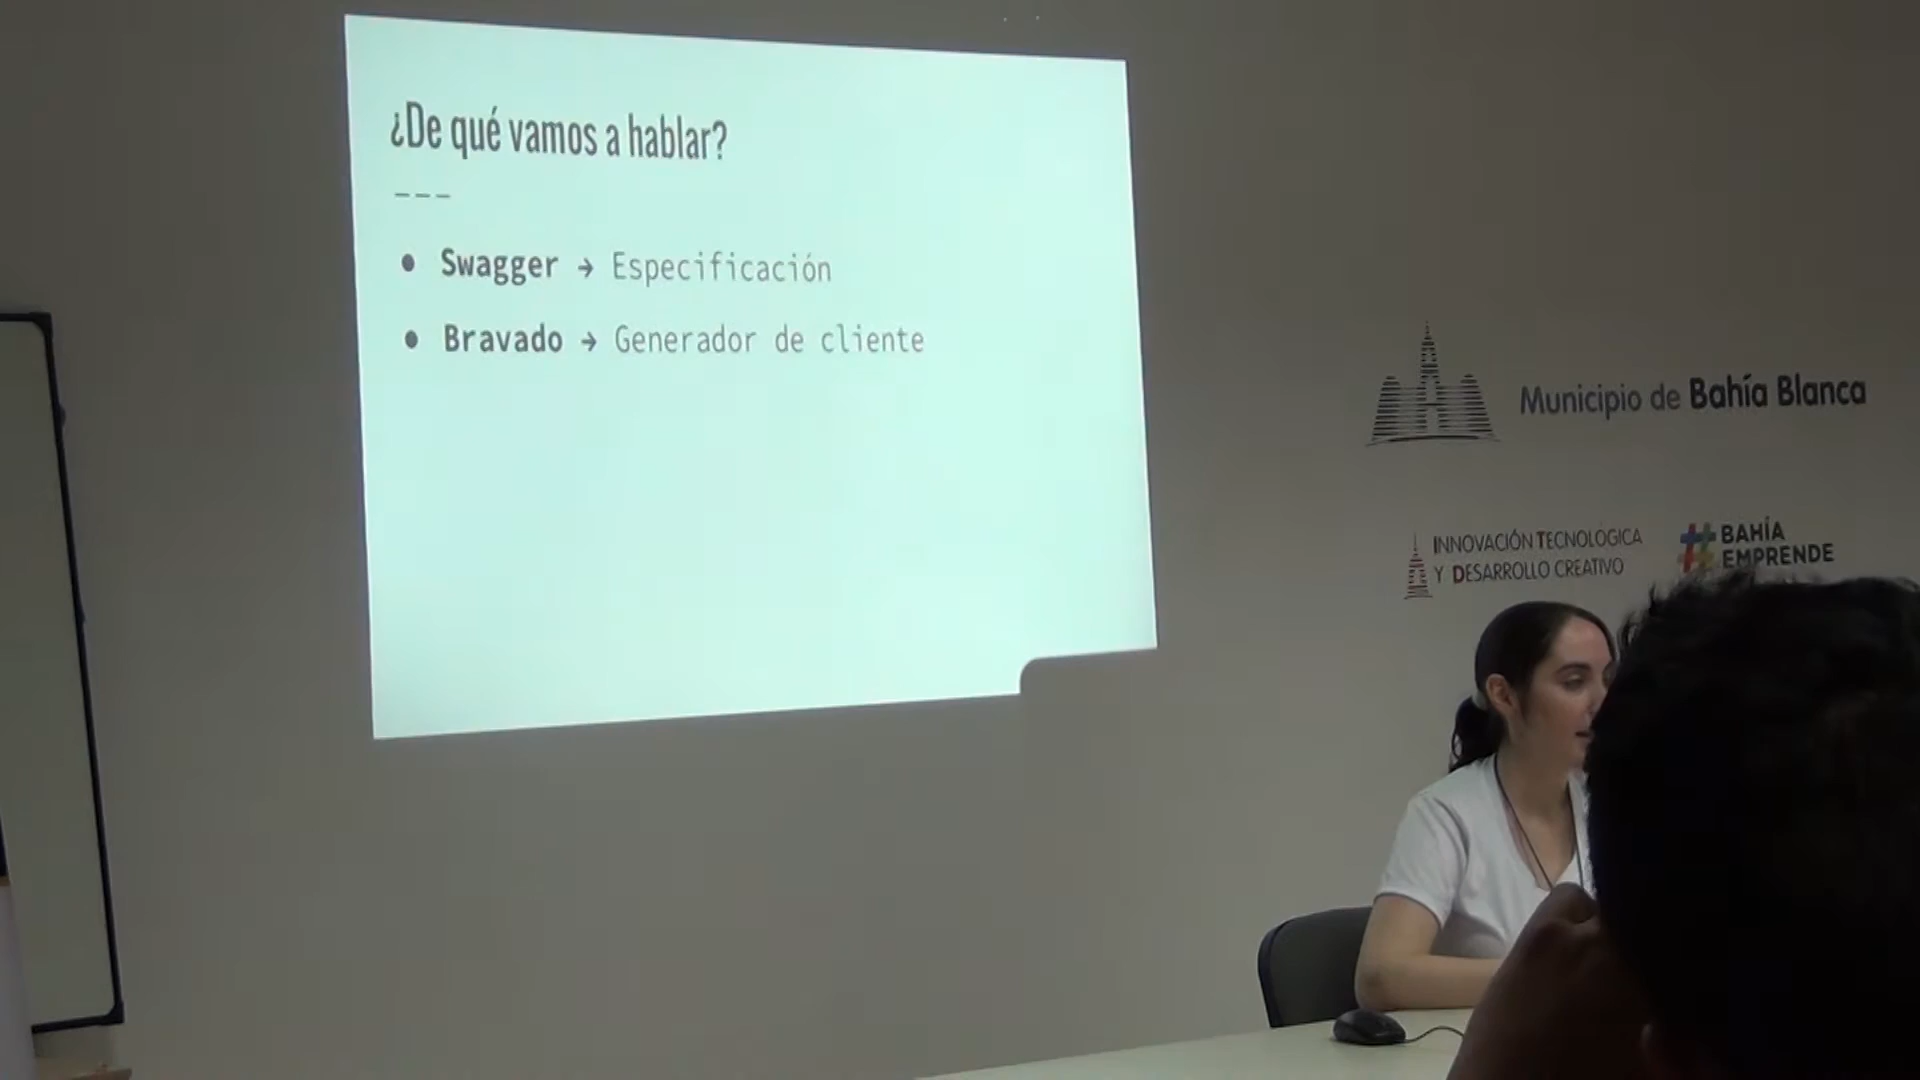 ¿De qué vamos a hablar?
---
● Swagger → Especificación
● Bravado → Generador de cliente
Municipio de Bahía Blanca
INNOVACIÓN TECNOLÓGICA
Y DESARROLLO CREATIVO
# BAHÍA
EMPRENDE